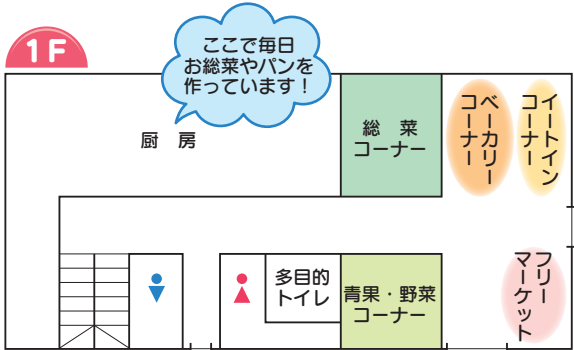 1F
ここで毎日
お総菜やパンを
作っています！
厨 房
総 菜
コーナー
ベーカリー
コーナー
イートイン
コーナー
フリー
マーケット
多目的
トイレ
青果・野菜
コーナー